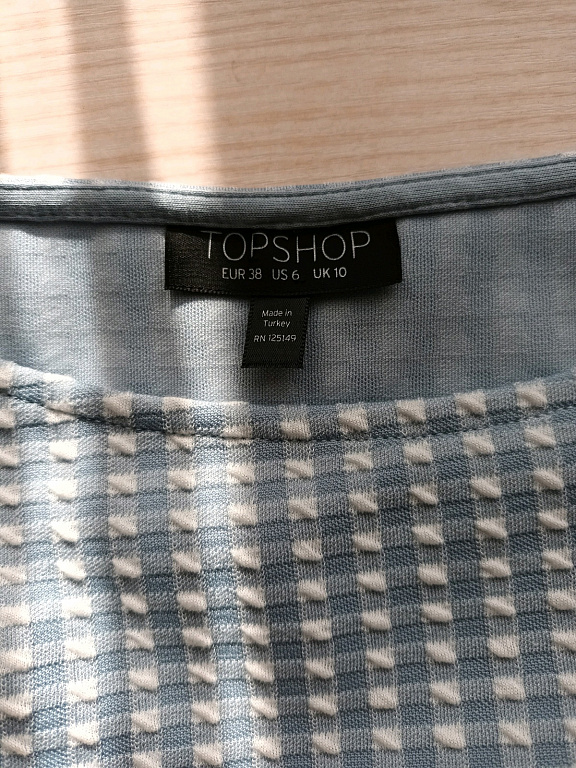 TOPSHOP
EUR 38 US 6 UK 10
Made in
Turkey
RN 125149